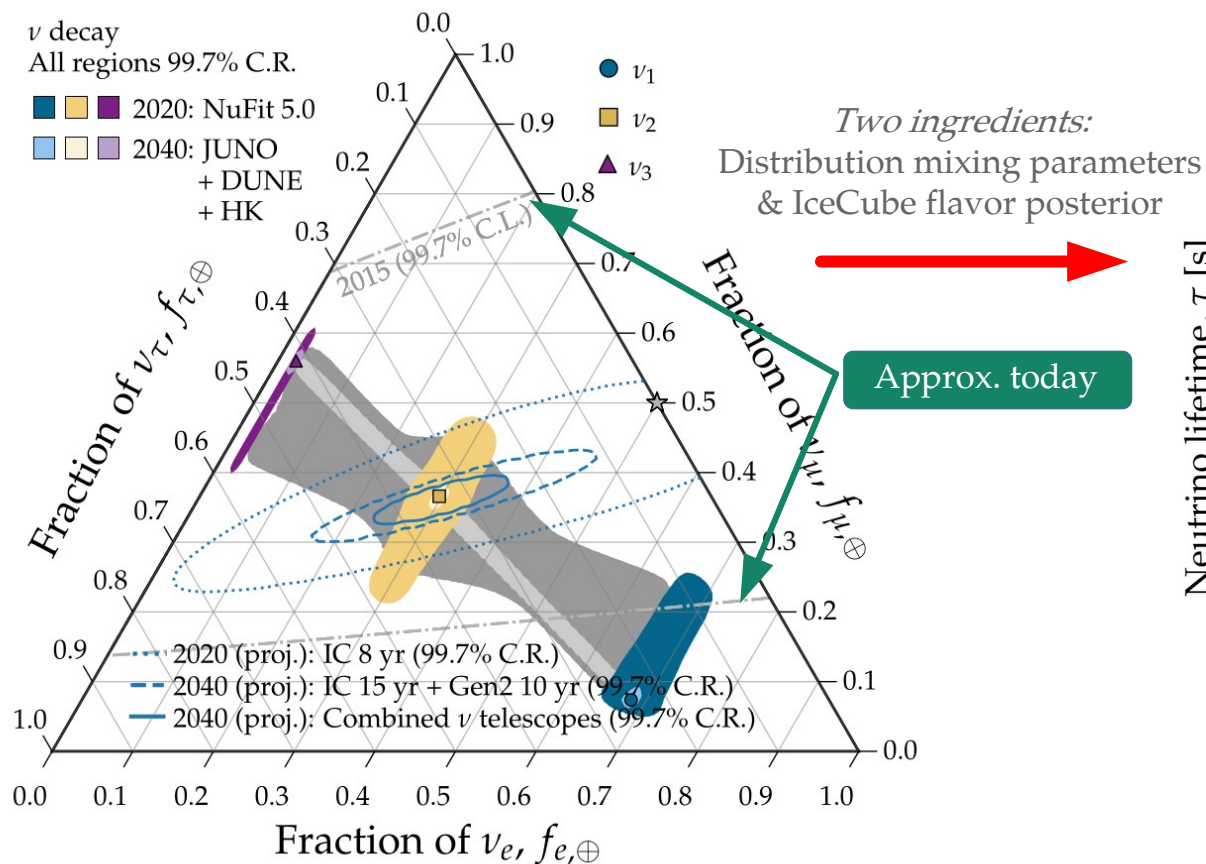 ν decay
All regions 99.7% C.R.
2020: NuFit 5.0
2040: JUNO
+ DUNE
+ HK
ν1
ν2
ν3
Two ingredients:
Distribution mixing parameters
& IceCube flavor posterior
Approx. today
Neutrino lifetime, τ [s]
2015 (99.7% C.L.)
Fraction of ντ, fτ,⊕
0.0
0.1
0.2
0.3
0.4
0.5
0.6
0.7
0.8
0.9
1.0
Fraction of νμ, fμ,⊕
1.0
0.9
0.8
0.7
0.6
0.5
0.4
0.3
0.2
0.1
0.0
2020 (proj.): IC 8 yr (99.7% C.R.)
2040 (proj.): IC 15 yr + Gen2 10 yr (99.7% C.R.)
2040 (proj.): Combined ν telescopes (99.7% C.R.)
0.0 0.1 0.2 0.3 0.4 0.5 0.6 0.7 0.8 0.9 1.0
Fraction of νe, fe,⊕